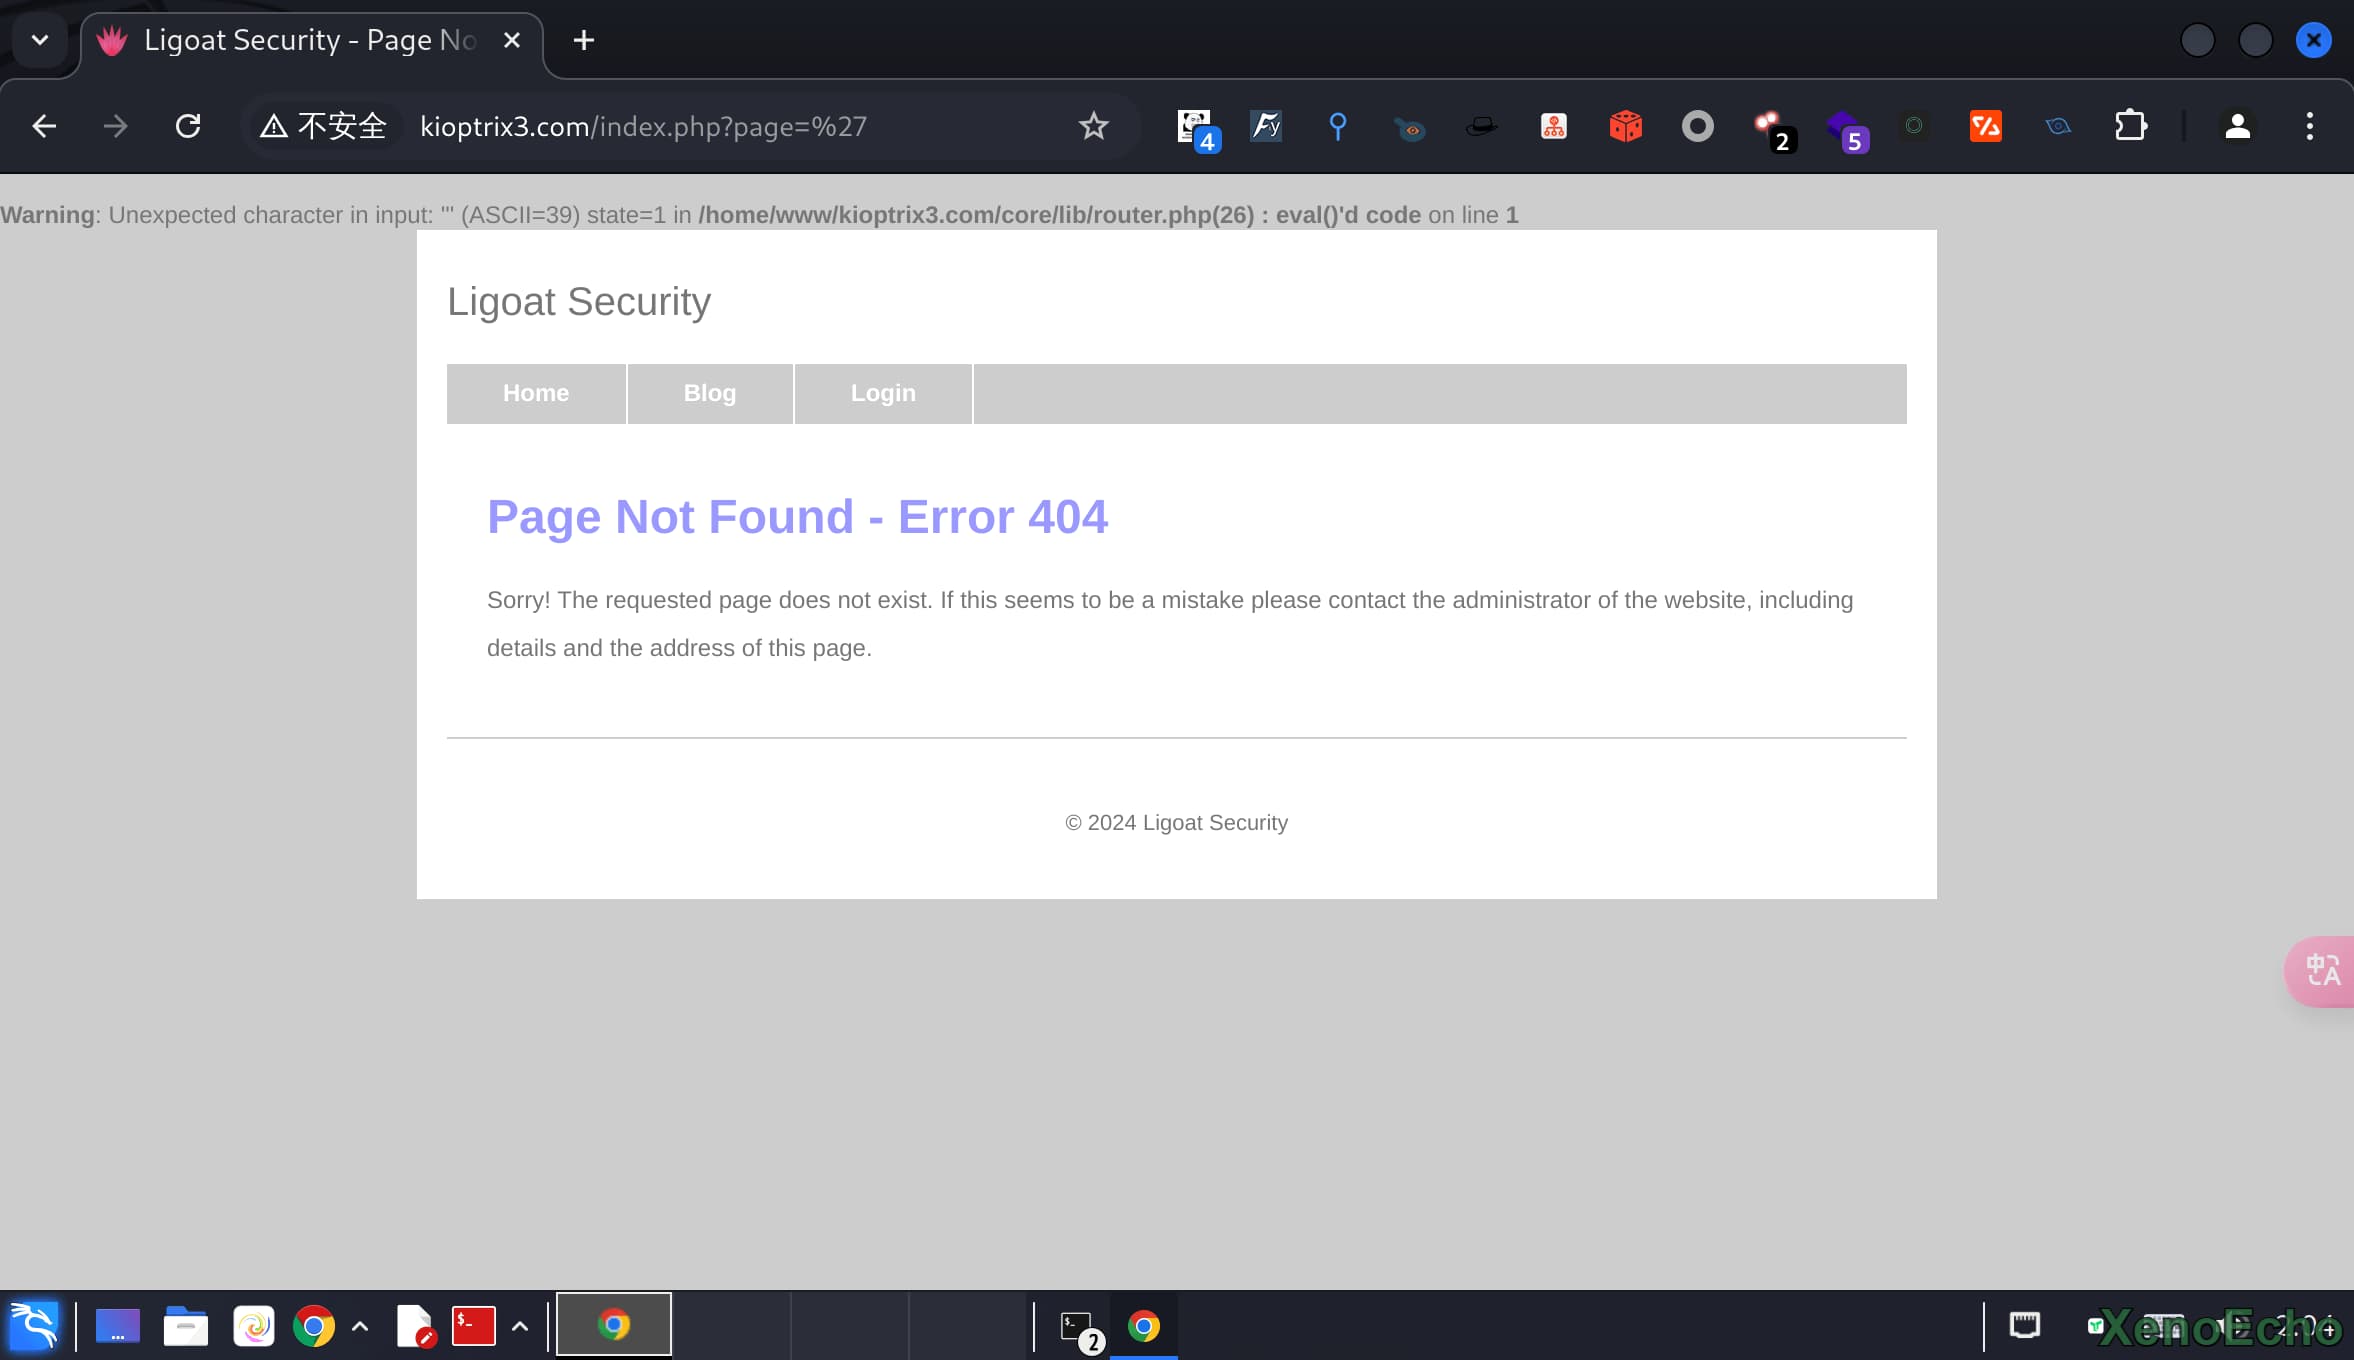 Ligoat Security - Page No
不安全
kioptrix3.com/index.php?page=%27
4
2
5
Warning: Unexpected character in input: ''' (ASCII=39) state=1 in /home/www/kioptrix3.com/core/lib/router.php(26) : eval()'d code on line 1
Ligoat Security
Home
Blog
Login
Page Not Found - Error 404
Sorry! The requested page does not exist. If this seems to be a mistake please contact the administrator of the website, including
details and the address of this page.
© 2024 Ligoat Security
中A
$_
$_
2
XenoEcho
2:04